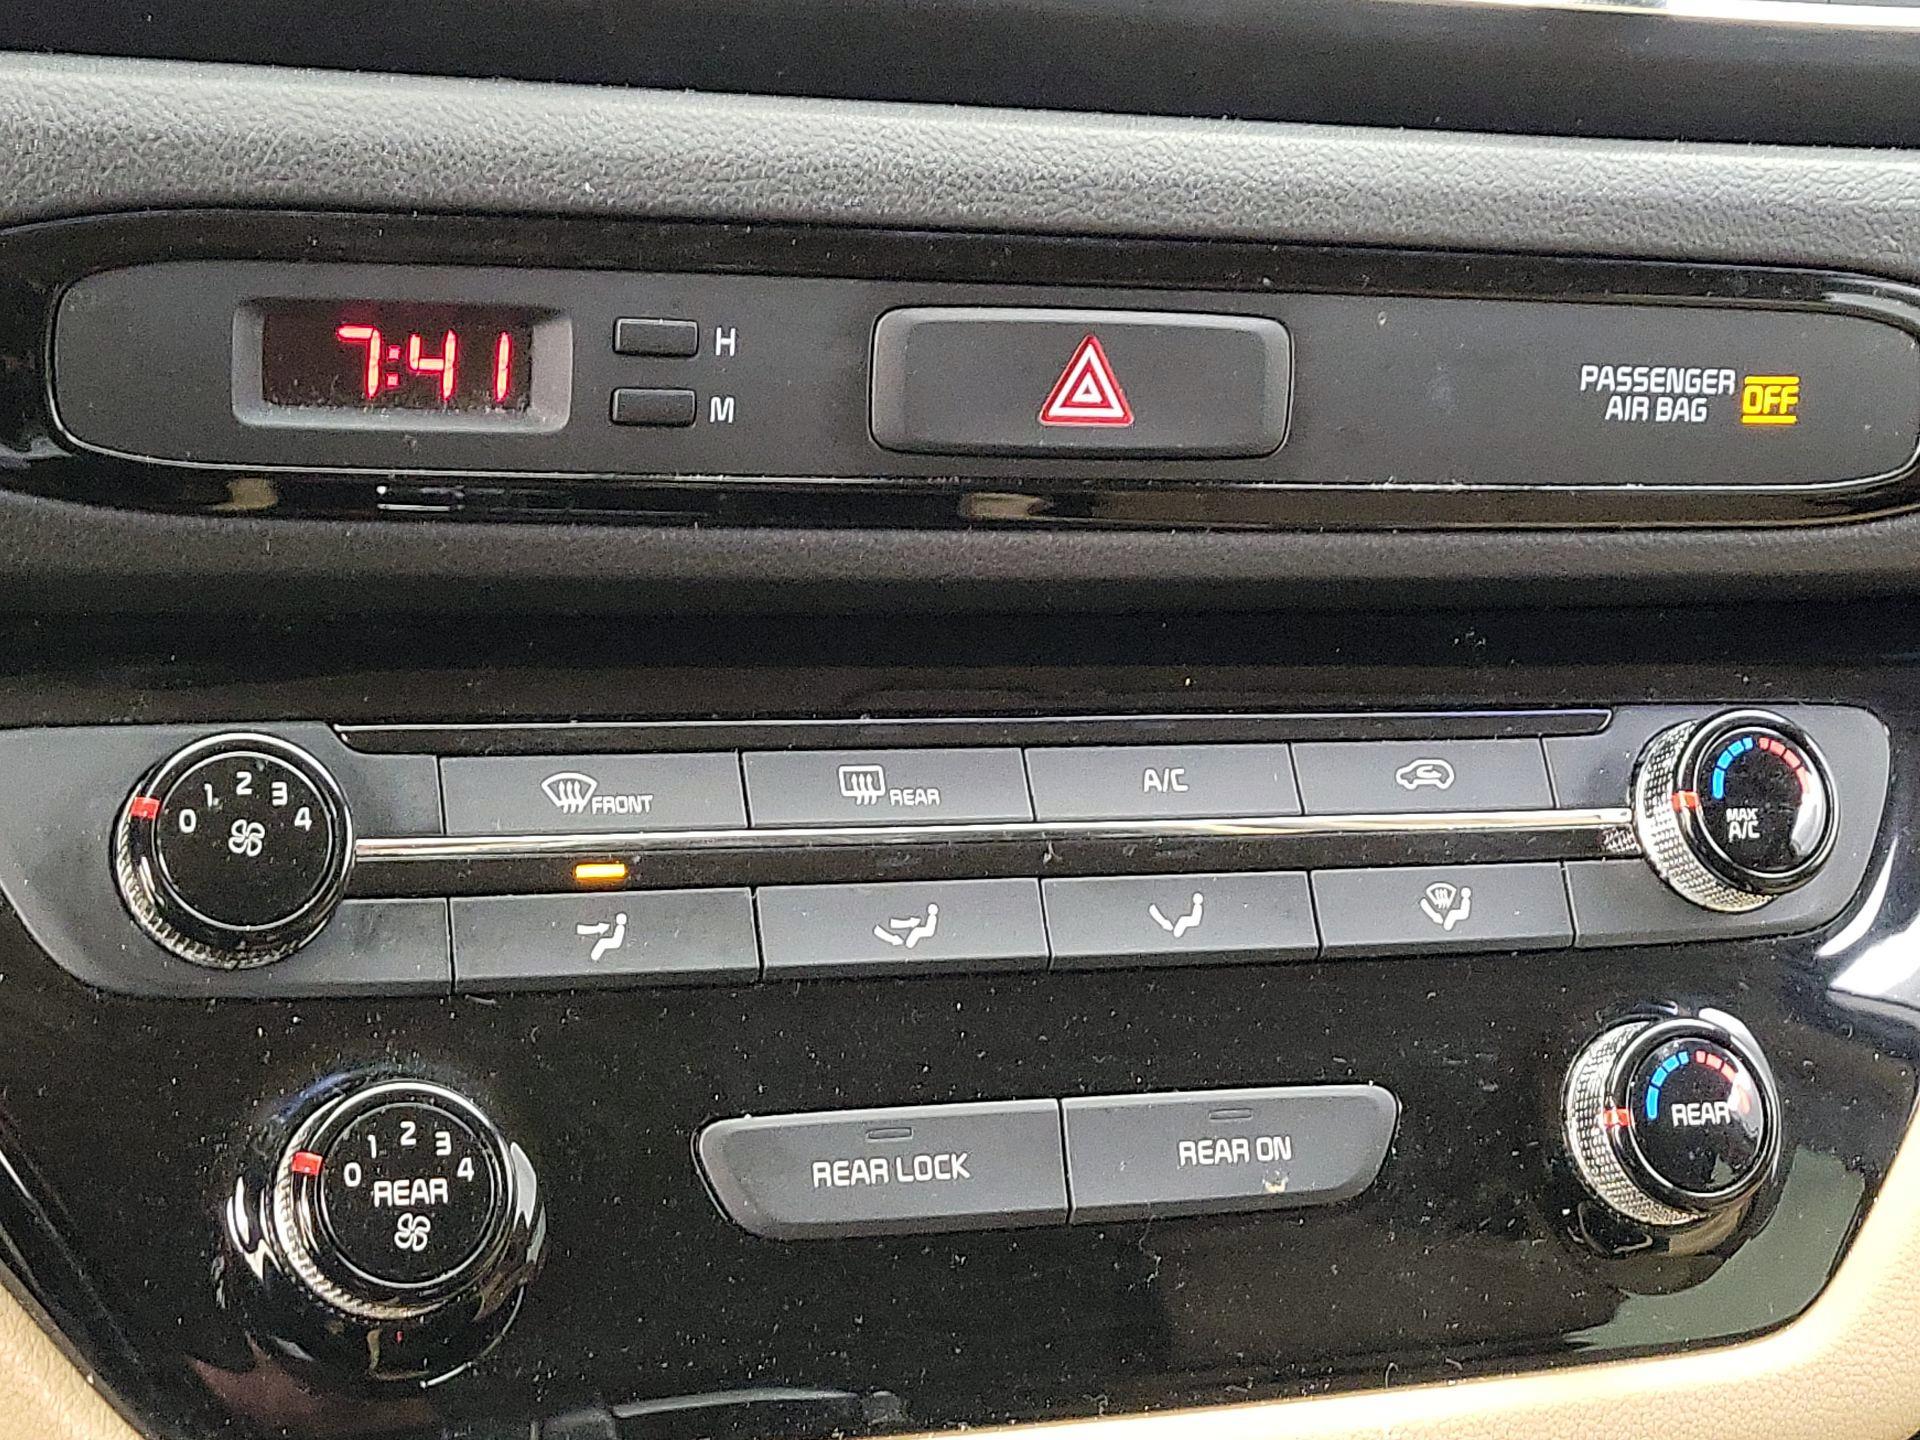 7:41
H
M
PASSENGER
AIR BAG OFF
0 1 2 3 4
FRONT
REAR
A/C
MAX
A/C
0 1 2 3 4
REAR
REAR LOCK
REAR ON
REAR